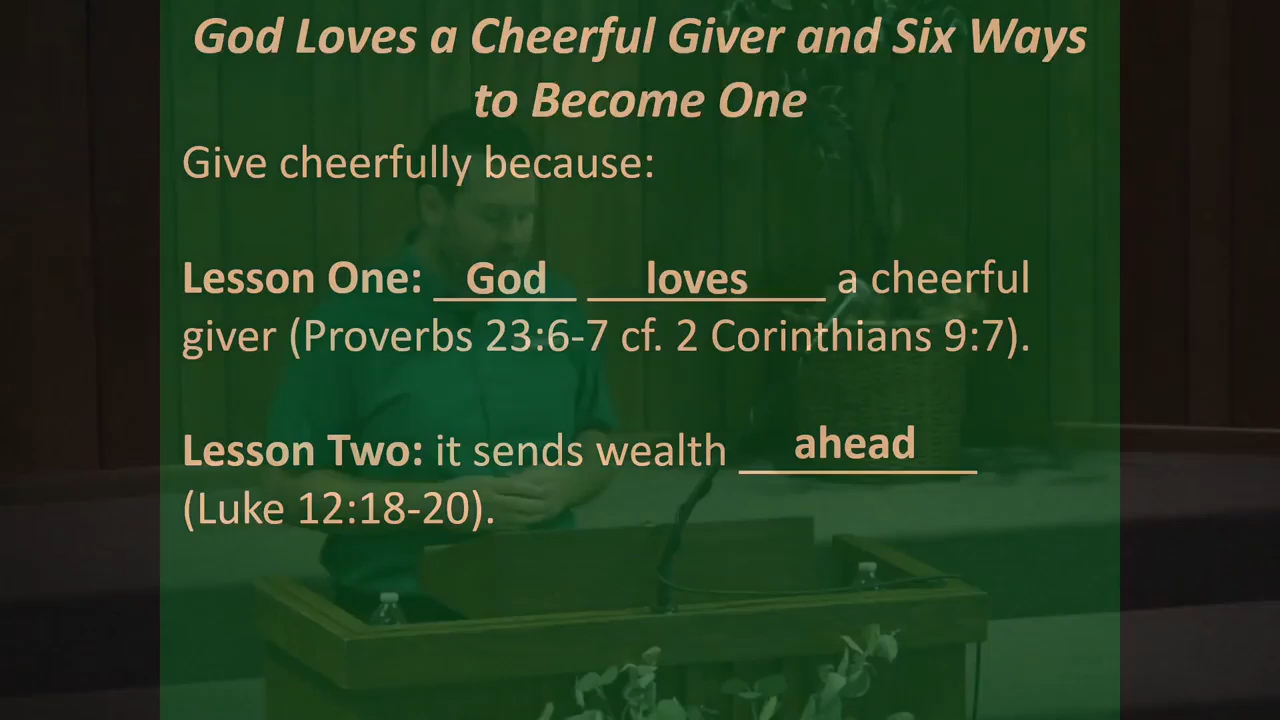 God Loves a Cheerful Giver and Six Ways
to Become One
Give cheerfully because:
Lesson One: God loves a cheerful
giver (Proverbs 23:6-7 cf. 2 Corinthians 9:7).
Lesson Two: it sends wealth ahead
(Luke 12:18-20).